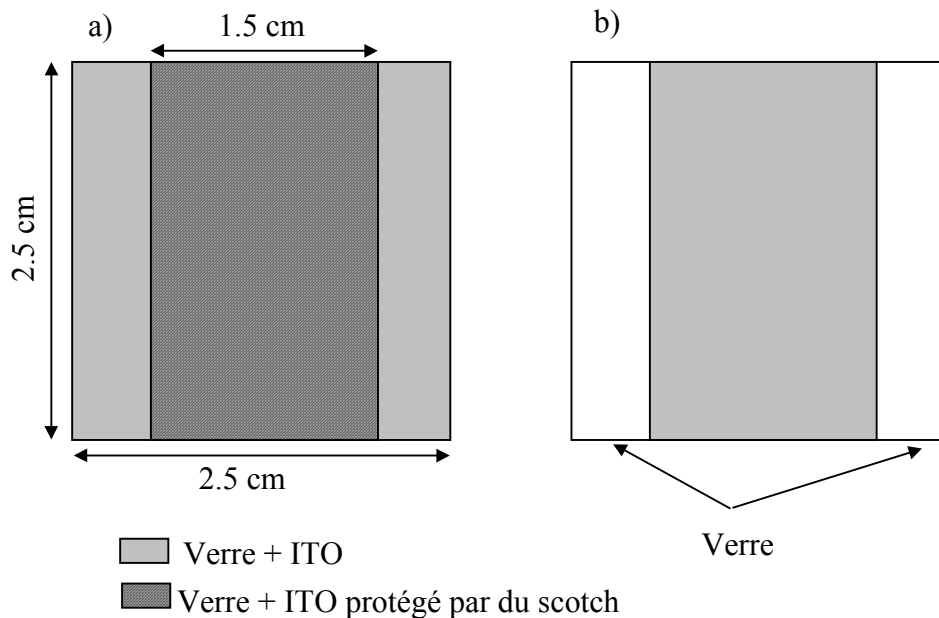 a)
1.5 cm
b)
2.5 cm
2.5 cm
Verre
Verre + ITO
Verre + ITO protégé par du scotch